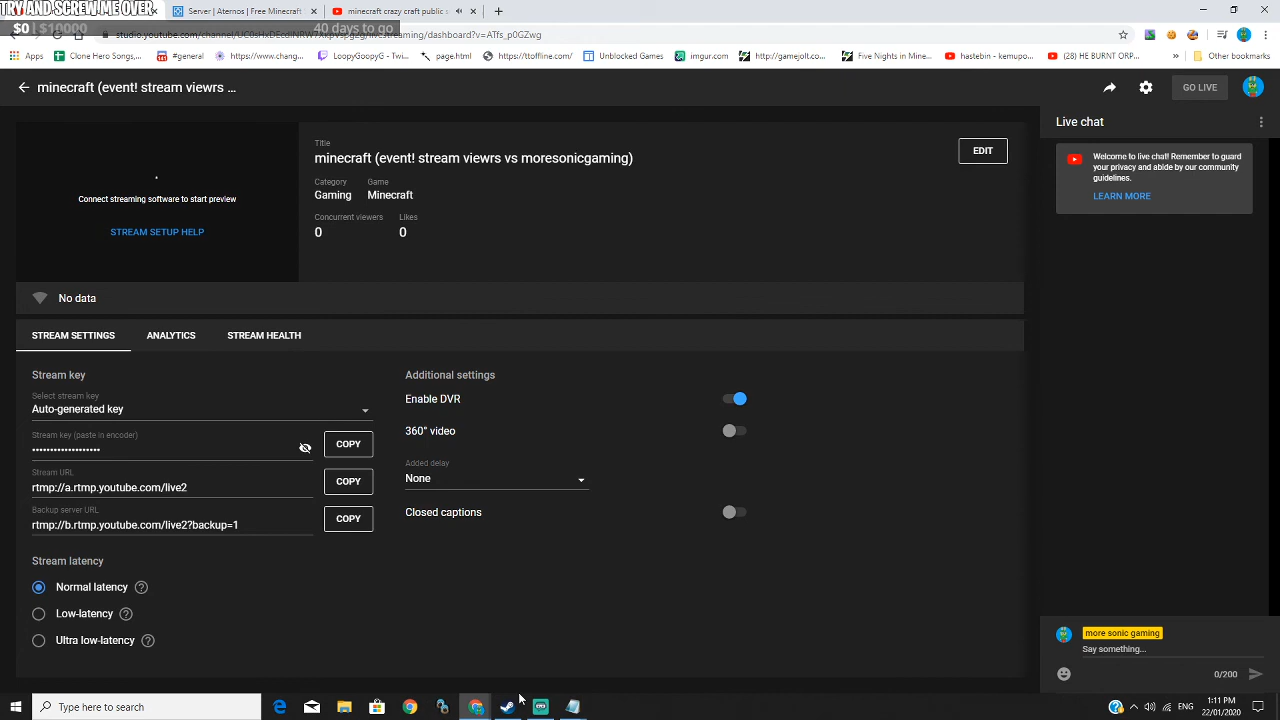 TRY AND SCREW ME OVER.
Server | Aternos | Free Minecraft
minecraft crazy craft public s
$0 | $10000
40 days to go
Apps
Clone Hero Songs,...
#general
https://www.chang...
LoopyGoopyG - Twi...
page.html
https://ttoffline.com/
Unblocked Games
imgur.com
http://gamejolt.co...
Five Nights in Mine...
hastebin - kemupo...
(28) HE BURNT ORP...
Other bookmarks
minecraft (event! stream viewrs ...
GO LIVE
Title
minecraft (event! stream viewrs vs moresonicgaming)
EDIT
Category
Gaming
Game
Minecraft
Concurrent viewers
0
Likes
0
Connect streaming software to start preview
STREAM SETUP HELP
No data
STREAM SETTINGS
ANALYTICS
STREAM HEALTH
Stream key
Select stream key
Auto-generated key
Stream key (paste in encoder)
••••••••••••••••••
COPY
Stream URL
rtmp://a.rtmp.youtube.com/live2
COPY
Backup server URL
rtmp://b.rtmp.youtube.com/live2?backup=1
COPY
Stream latency
Normal latency
Low-latency
Ultra low-latency
Additional settings
Enable DVR
360° video
Added delay
None
Closed captions
Live chat
Welcome to live chat! Remember to guard
your privacy and abide by our community
guidelines.
LEARN MORE
more sonic gaming
Say something...
0/200
Type here to search
ENG
1:11 PM
22/01/2020